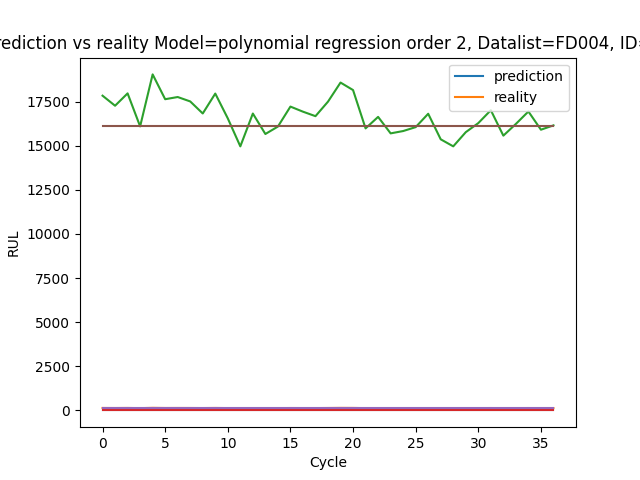 rediction vs reality Model=polynomial regression order 2, Datalist=FD004, ID=
prediction
reality
17500
15000
12500
10000
7500
5000
2500
0
RUL
0 5 10 15 20 25 30 35
Cycle